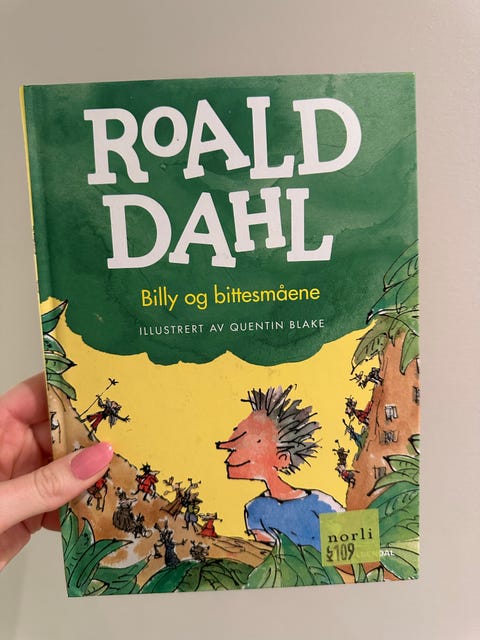 ROALD
DAHL
Billy og bittesmåene
ILLUSTRERT AV QUENTIN BLAKE
norli
109